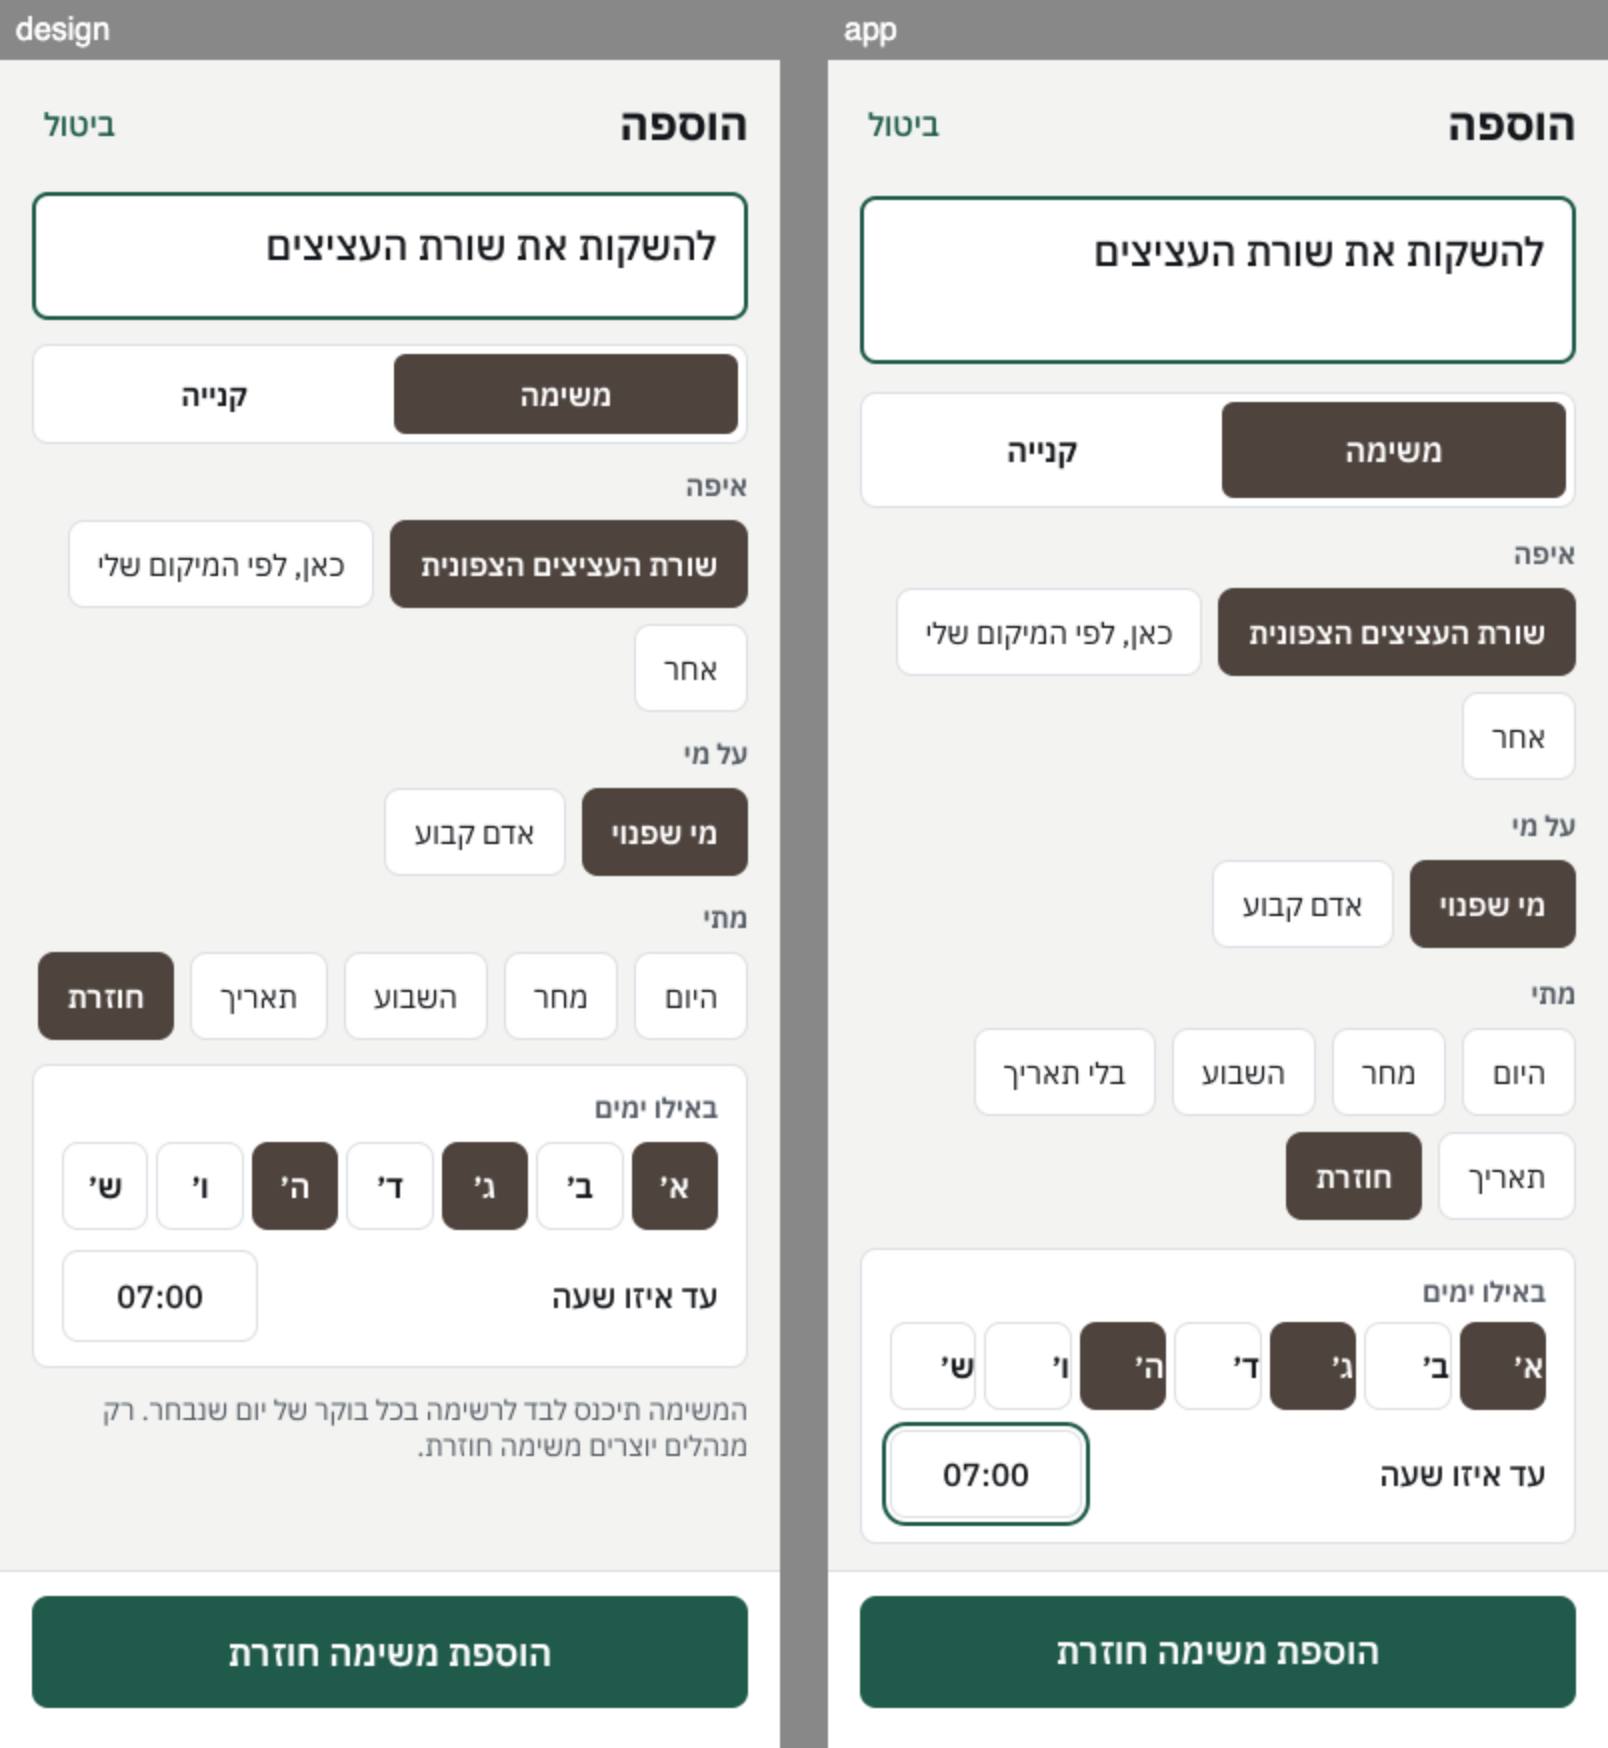 design
הוספה
ביטול
להשקות את שורת העציצים
משימה
קנייה
איפה
שורת העציצים הצפונית
כאן, לפי המיקום שלי
אחר
על מי
מי שפנוי
אדם קבוע
מתי
היום
מחר
השבוע
תאריך
חוזרת
באילו ימים
א׳
ב׳
ג׳
ד׳
ה׳
ו׳
ש׳
עד איזו שעה
07:00
המשימה תיכנס לבד לרשימה בכל בוקר של יום שנבחר. רק
מנהלים יוצרים משימה חוזרת.
הוספת משימה חוזרת
app
הוספה
ביטול
להשקות את שורת העציצים
משימה
קנייה
איפה
שורת העציצים הצפונית
כאן, לפי המיקום שלי
אחר
על מי
מי שפנוי
אדם קבוע
מתי
היום
מחר
השבוע
בלי תאריך
תאריך
חוזרת
באילו ימים
א׳
ב׳
ג׳
ד׳
ה׳
ו׳
ש׳
עד איזו שעה
07:00
הוספת משימה חוזרת